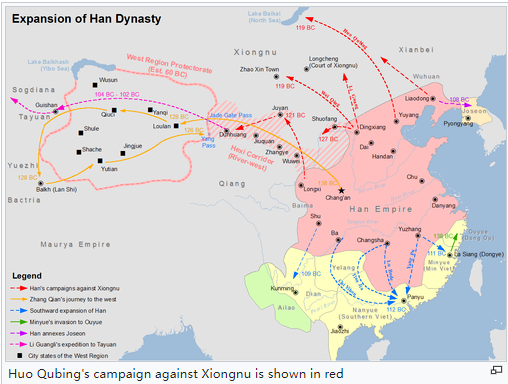 Expansion of Han Dynasty
Lake Baikal
(North Sea)
119 BC
Huo Qubing
Xiongnu
Xianbei
Lake Balkhash
(Yibo Sea)
West Region Protectorate
(Est. 60 BC)
Longcheng
(Court of Xiongnu)
Zhao Xin Town
119 BC
Wuhuan
Wusun
Sogdiana
104 BC - 102 BC
Guishan
Tayuan
Qiuzi
Yanqi
Loulan
128 BC
Jade Gate Pass
Juyan
121 BC
Shuofang
127 BC
Dingxiang
Yuyang
Liaodong
108 BC
Joseon
Pyongyang
Shule
Shache
Jingjue
Yutian
Yang
Pass
Dunhuang
Jiuquan
Zhangye
Wuwei
Hexi Corridor
(River-west)
Dai
Handan
Yuezhi
128 BC
Balkh (Lan Shi)
Bactria
Qiang
Longxi
Chang'an
Chu
Baima
Han Empire
Danyang
Maurya Empire
Shu
Ba
Changsha
Yuzhang
Ouyue
(Dong Ou)
138 BC
111 BC
Minyue
(Min Viet)
Kunming
109 BC
Dian
Yelang
Ailao
Panyu
112 BC
Nanyue
(Southern Viet)
Jiaozhi
Legend
Han's campaigns against Xiongnu
Zhang Qian's journey to the west
Southward expansion of Han
Minyue's invasion to Ouyue
Han annexes Joseon
Li Guangli's expedition to Tayuan
City states of the West Region
Huo Qubing's campaign against Xiongnu is shown in red